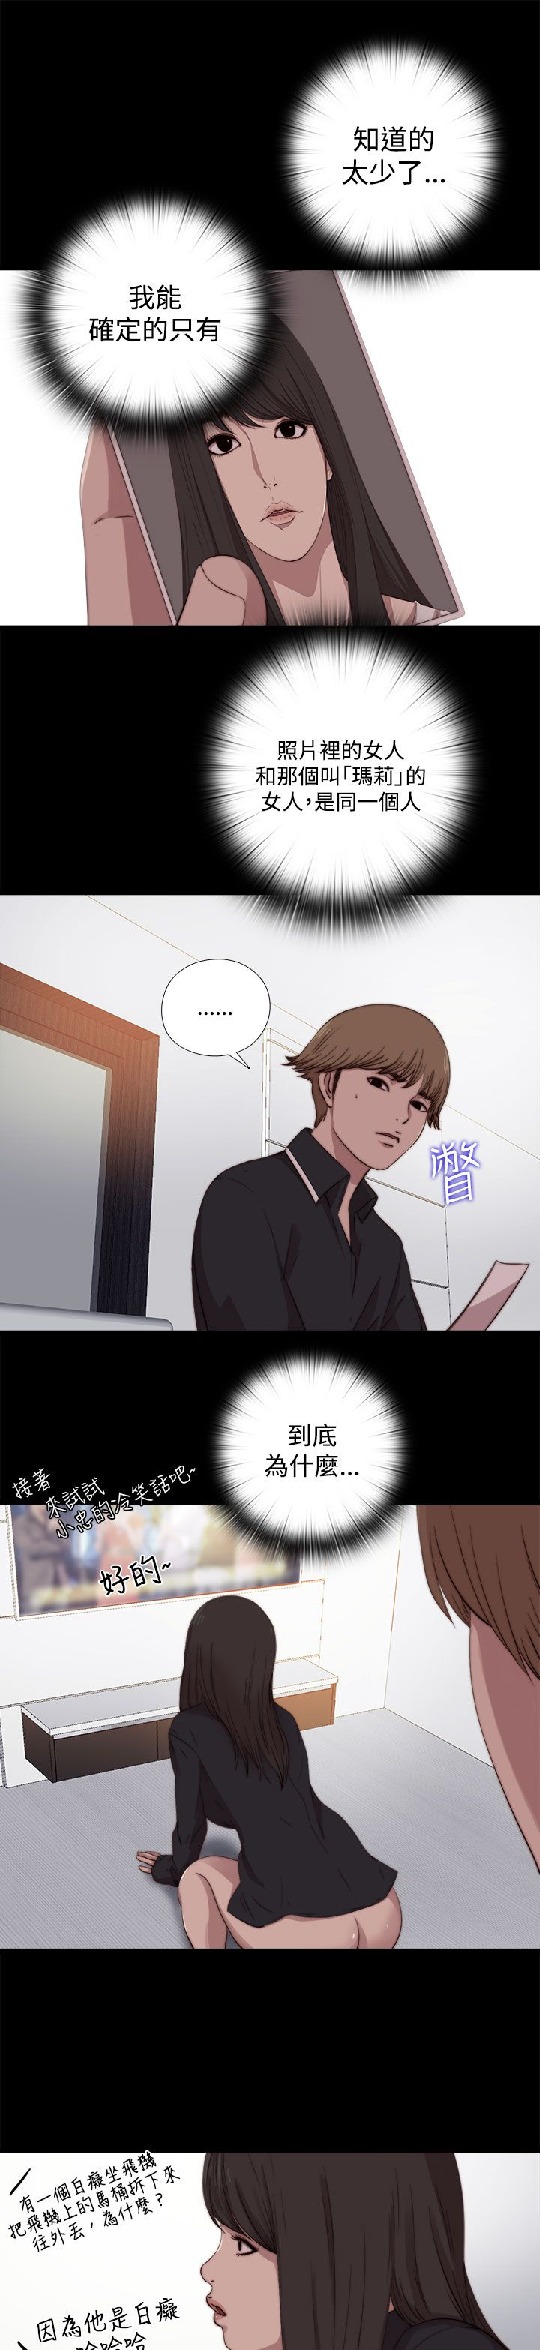 知道的
太少了...
我能
確定的只有
照片裡的女人
和那個叫「瑪莉」的
女人，是同一個人
......
瞥
到底
為什麼...
接著
來試試
小忠的冷笑話吧~
好的~
有一個白癡坐飛機
把飛機上的馬桶拆下來
往外丟，為什麼？
因為他是白癡
哈哈哈